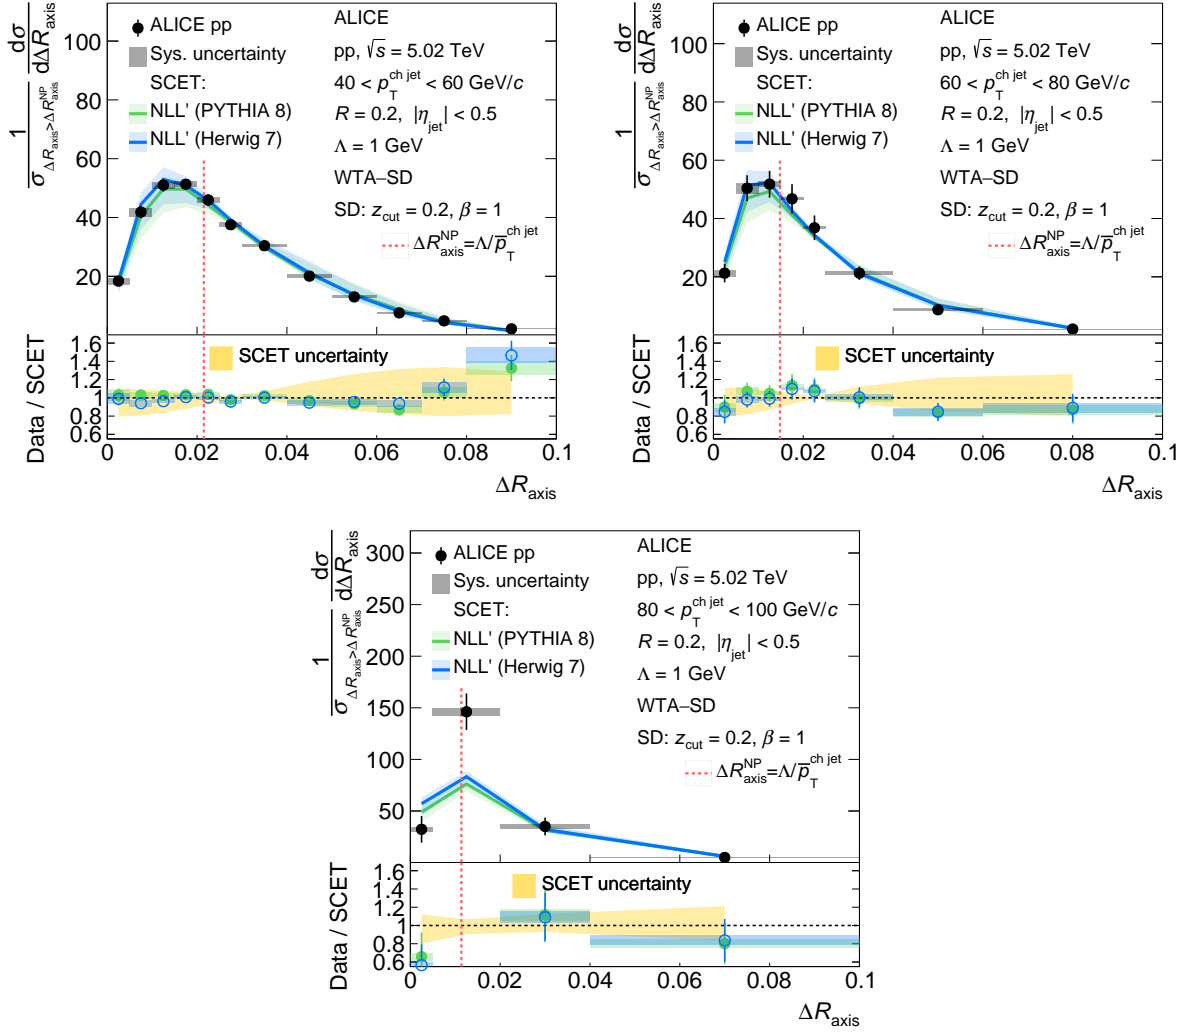 1 / σ_{ΔR_axis>ΔR_axis^NP} dσ / dΔR_axis
100
80
60
40
20
ALICE pp
Sys. uncertainty
SCET:
NLL' (PYTHIA 8)
NLL' (Herwig 7)
ALICE
pp, √s = 5.02 TeV
40 < p_T^{ch jet} < 60 GeV/c
R = 0.2, |η_jet| < 0.5
Λ = 1 GeV
WTA–SD
SD: z_cut = 0.2, β = 1
ΔR_axis^NP=Λ/p̅_T^{ch jet}
Data / SCET
1.6
1.4
1.2
1
0.8
0.6
SCET uncertainty
0 0.02 0.04 0.06 0.08 0.1
ΔR_axis
1 / σ_{ΔR_axis>ΔR_axis^NP} dσ / dΔR_axis
100
80
60
40
20
ALICE pp
Sys. uncertainty
SCET:
NLL' (PYTHIA 8)
NLL' (Herwig 7)
ALICE
pp, √s = 5.02 TeV
60 < p_T^{ch jet} < 80 GeV/c
R = 0.2, |η_jet| < 0.5
Λ = 1 GeV
WTA–SD
SD: z_cut = 0.2, β = 1
ΔR_axis^NP=Λ/p̅_T^{ch jet}
Data / SCET
1.6
1.4
1.2
1
0.8
0.6
SCET uncertainty
0 0.02 0.04 0.06 0.08 0.1
ΔR_axis
1 / σ_{ΔR_axis>ΔR_axis^NP} dσ / dΔR_axis
300
250
200
150
100
50
ALICE pp
Sys. uncertainty
SCET:
NLL' (PYTHIA 8)
NLL' (Herwig 7)
ALICE
pp, √s = 5.02 TeV
80 < p_T^{ch jet} < 100 GeV/c
R = 0.2, |η_jet| < 0.5
Λ = 1 GeV
WTA–SD
SD: z_cut = 0.2, β = 1
ΔR_axis^NP=Λ/p̅_T^{ch jet}
Data / SCET
1.6
1.4
1.2
1
0.8
0.6
SCET uncertainty
0 0.02 0.04 0.06 0.08 0.1
ΔR_axis